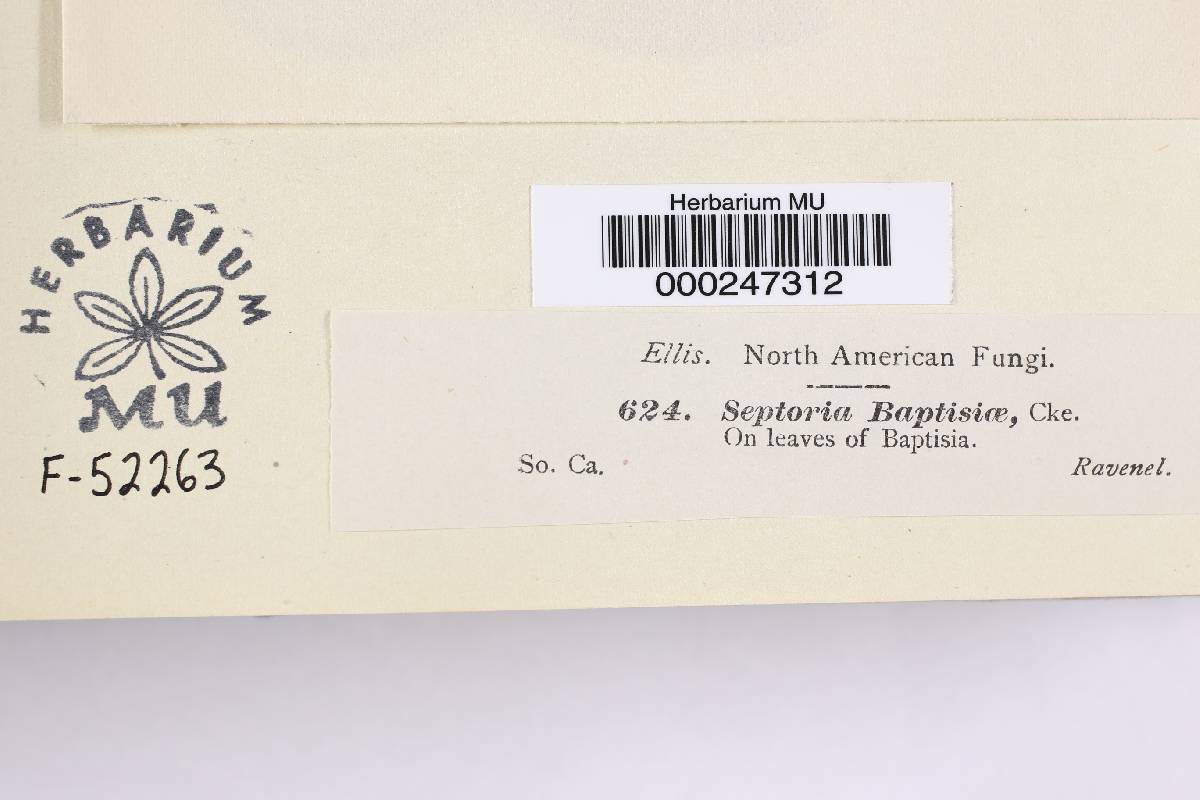 HERBARIUM
MU
F-52263
Herbarium MU
000247312
Ellis. North American Fungi.
624. Septoria Baptisiæ, Cke.
On leaves of Baptisia.
So. Ca. Ravenel.